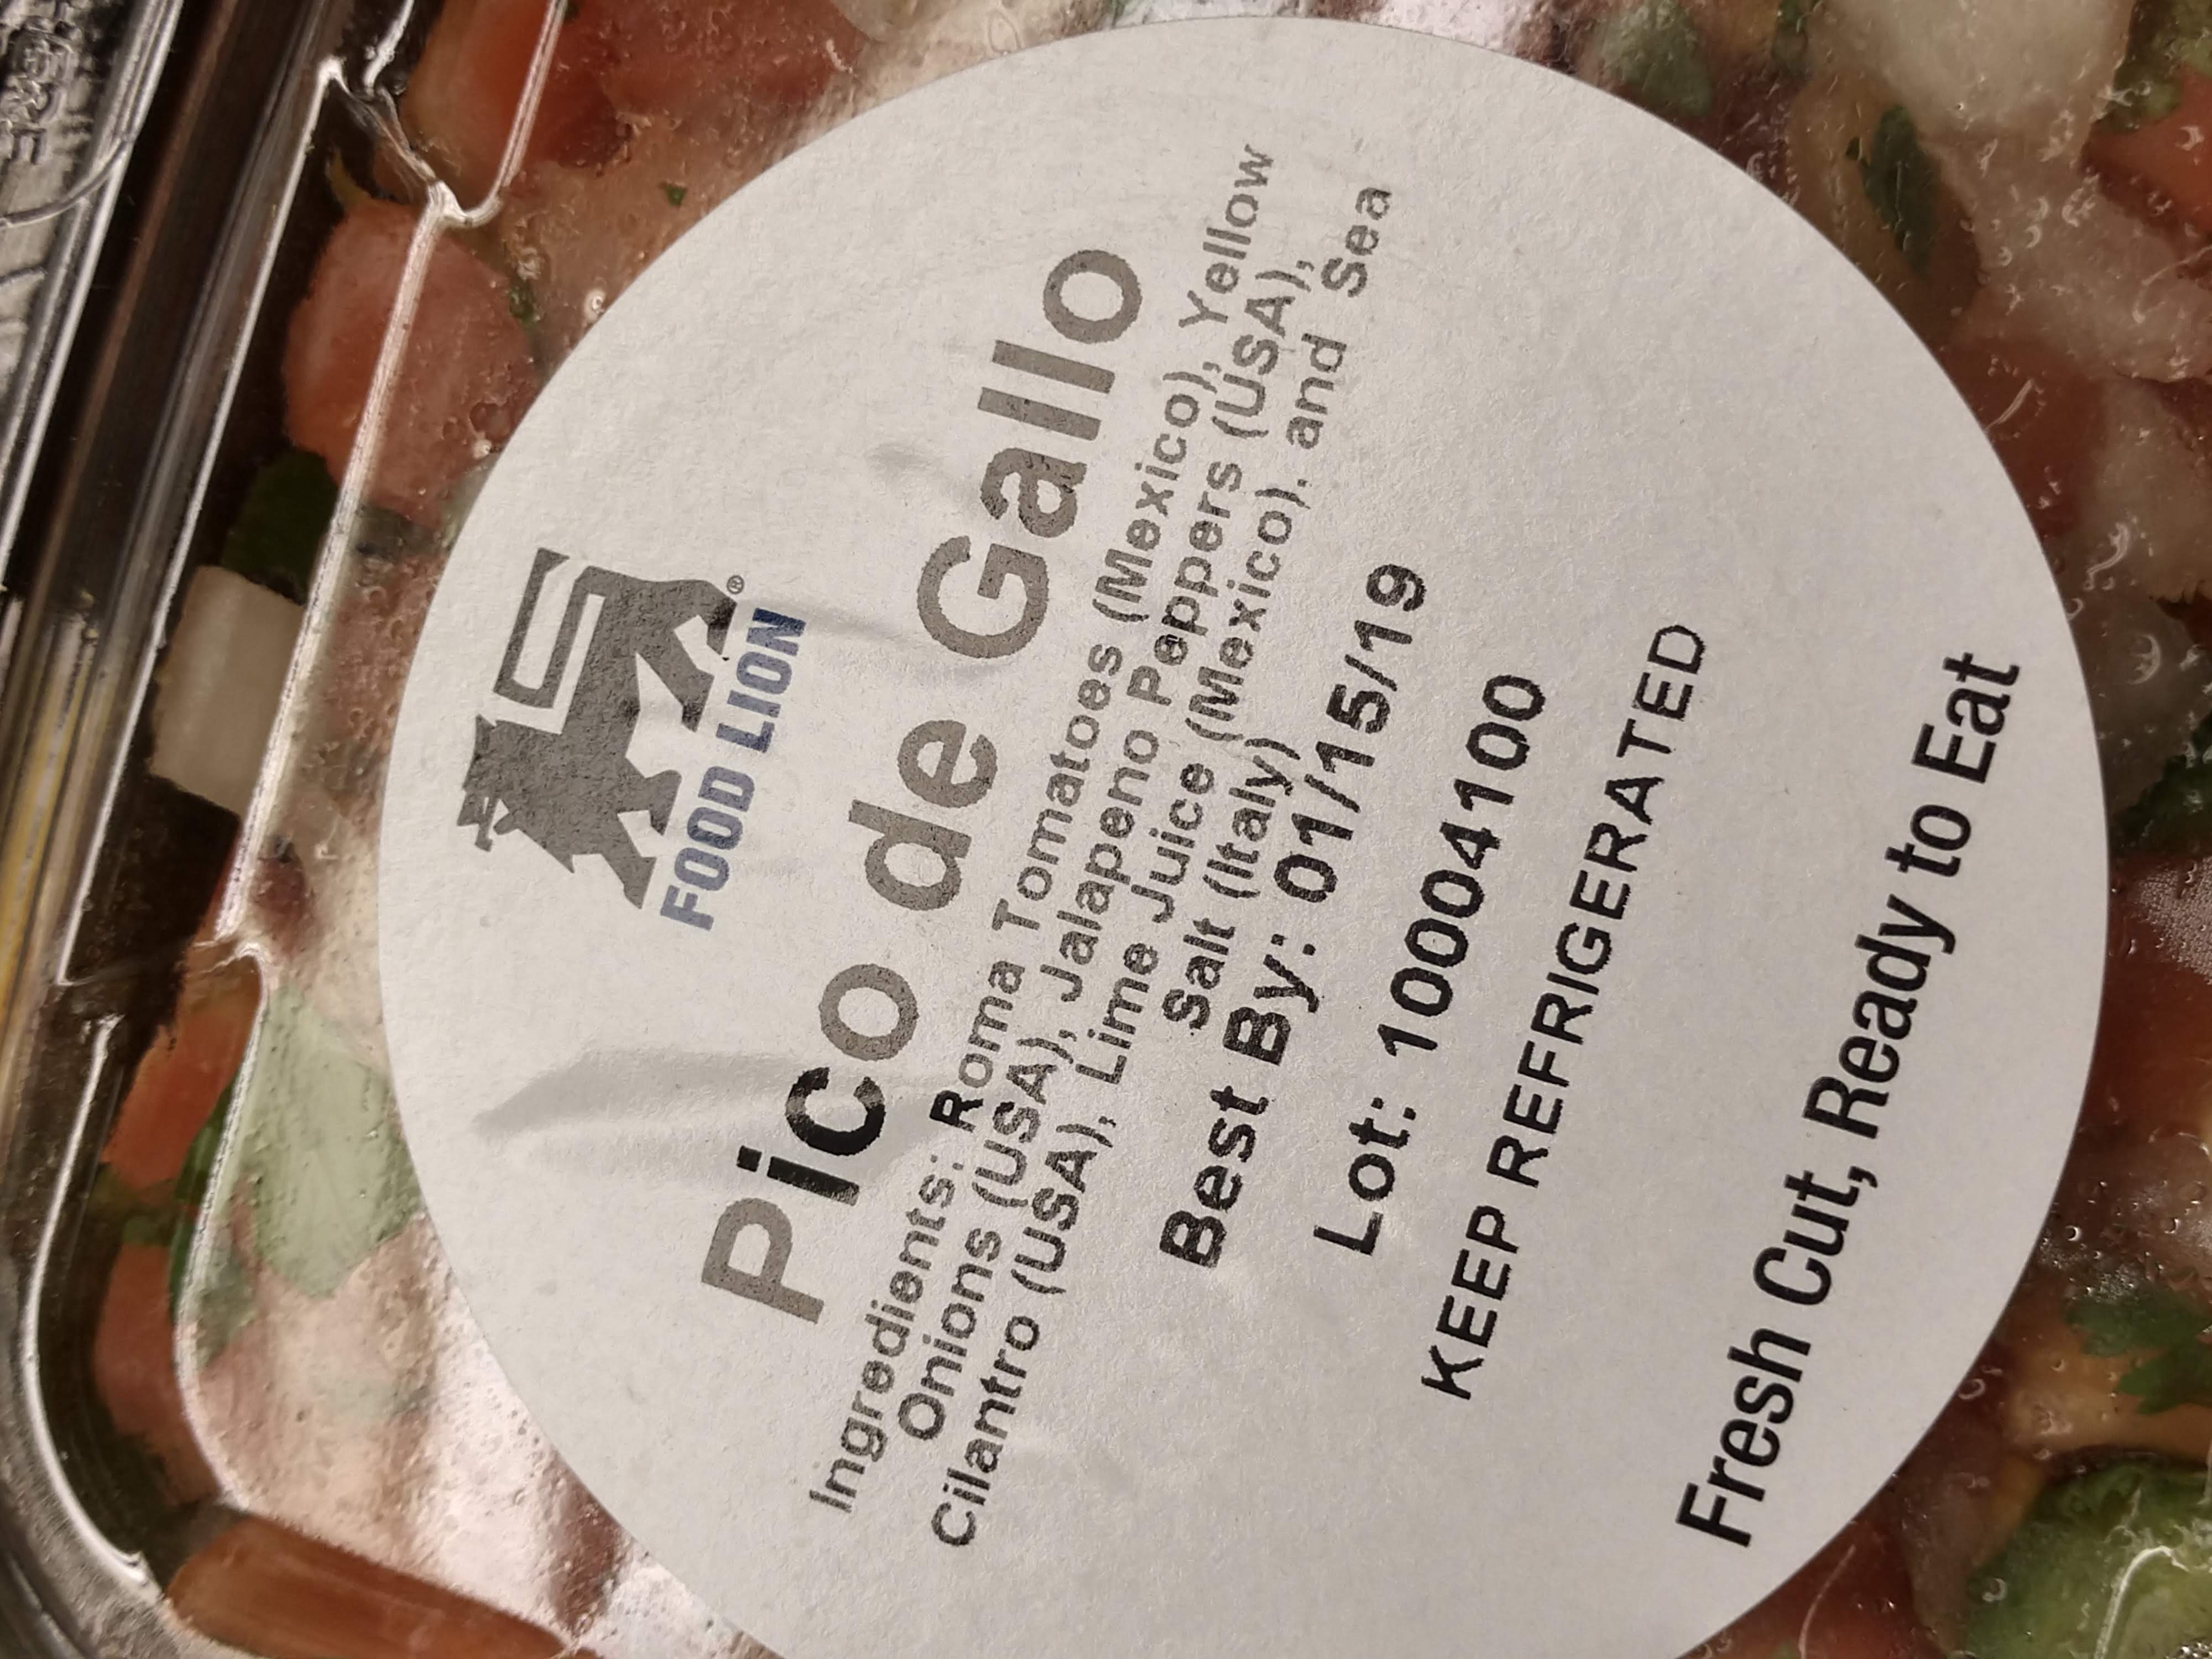 FOOD LION®
Pico de Gallo
Ingredients: Roma Tomatoes (Mexico), Yellow
Onions (USA), Jalapeno Peppers (USA),
Cilantro (USA), Lime Juice (Mexico), and Sea
Salt (Italy)
Best By: 01/15/19
Lot: 10004100
KEEP REFRIGERATED
Fresh Cut, Ready to Eat